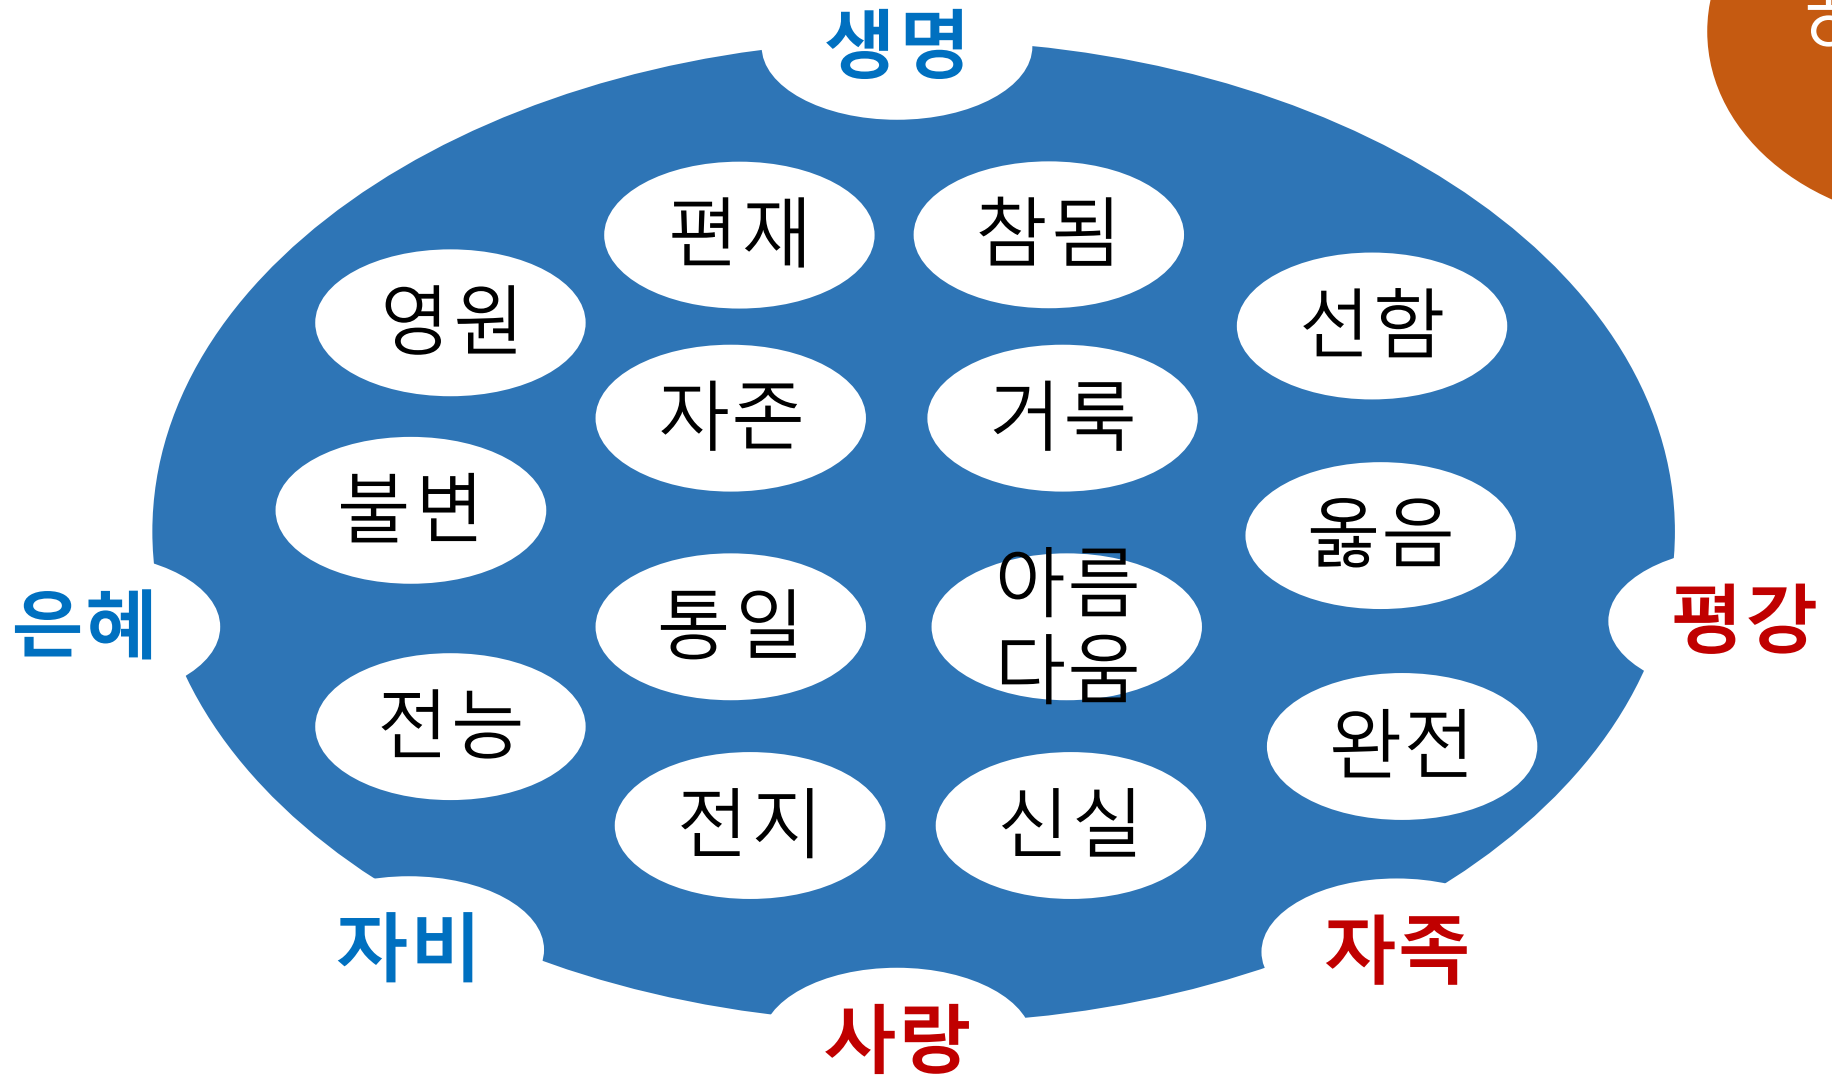 생명
편재
참됨
영원
선함
자존
거룩
불변
옳음
아름
다움
은혜
통일
평강
전능
완전
전지
신실
자비
자족
사랑